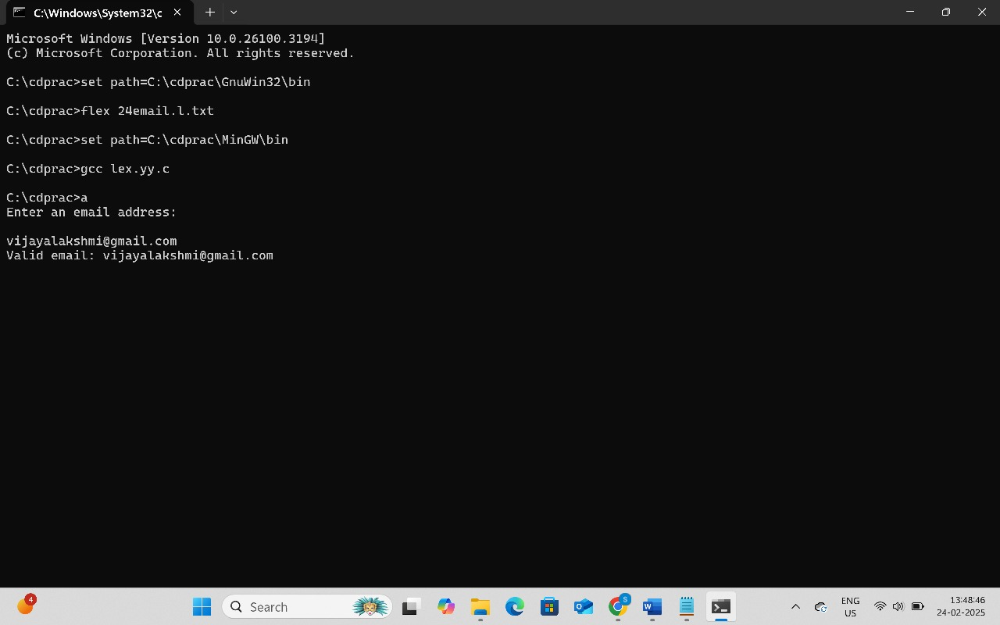 C:\Windows\System32\c
Microsoft Windows [Version 10.0.26100.3194]
(c) Microsoft Corporation. All rights reserved.
C:\cdprac>set path=C:\cdprac\GnuWin32\bin
C:\cdprac>flex 24email.l.txt
C:\cdprac>set path=C:\cdprac\MinGW\bin
C:\cdprac>gcc lex.yy.c
C:\cdprac>a
Enter an email address:
vijayalakshmi@gmail.com
Valid email: vijayalakshmi@gmail.com
4
Search
S
W
ENG
US
13:48:46
24-02-2025